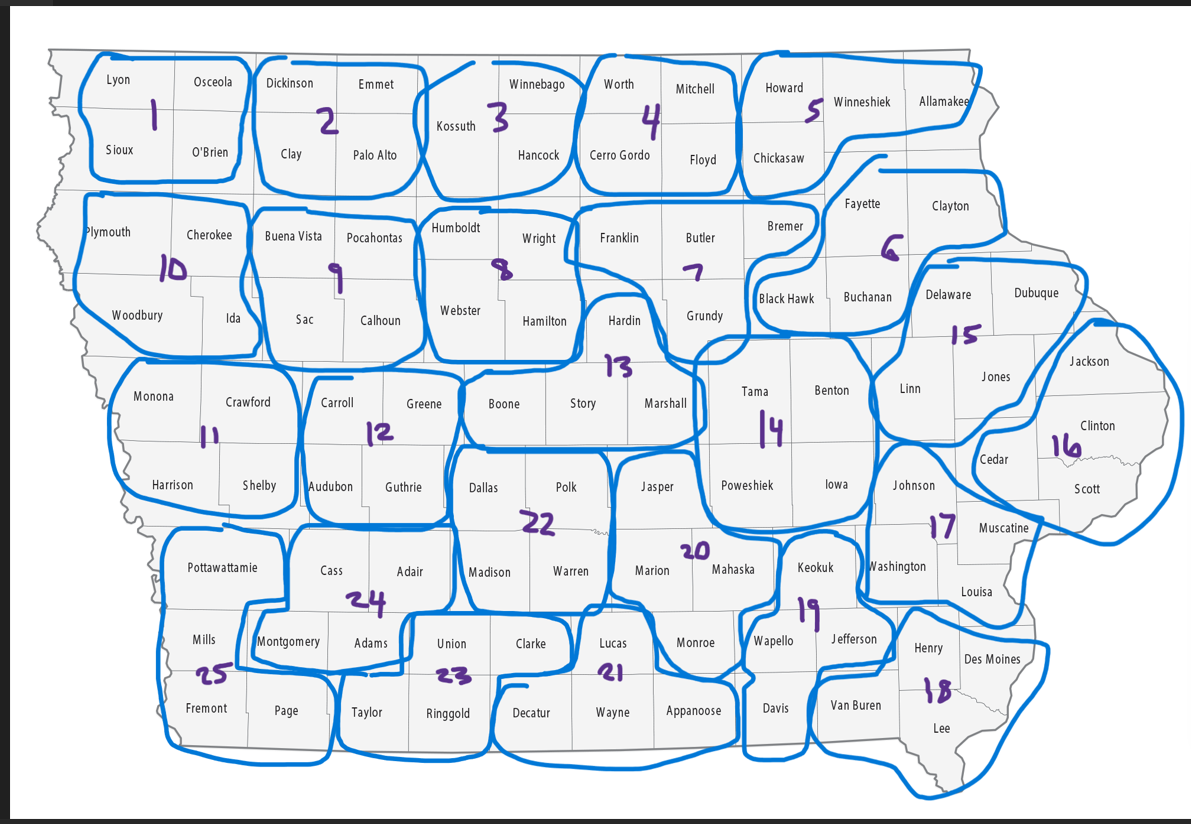 Lyon Osceola Dickinson Emmet Winnebago Worth Mitchell Howard Winneshiek Allamakee
1 2 Kossuth 3 4 5
Sioux O'Brien Clay Palo Alto Hancock Cerro Gordo Floyd Chickasaw
Fayette Clayton
Plymouth Cherokee Buena Vista Pocahontas Humboldt Wright Franklin Butler Bremer
10 9 8 7 6
Woodbury Ida Sac Calhoun Webster Hamilton Hardin Grundy Black Hawk Buchanan Delaware Dubuque
13 15
Monona Crawford Carroll Greene Boone Story Marshall Tama Benton Linn Jones Jackson
11 12 14 Clinton
16
Harrison Shelby Audubon Guthrie Dallas Polk Jasper Poweshiek Iowa Johnson Cedar Scott
22 17 Muscatine
20
Pottawattamie Cass Adair Madison Warren Marion Mahaska Keokuk Washington
24 19 Louisa
Mills Montgomery Adams Union Clarke Lucas Monroe Wapello Jefferson Henry Des Moines
25 23 21 18
Fremont Page Taylor Ringgold Decatur Wayne Appanoose Davis Van Buren Lee